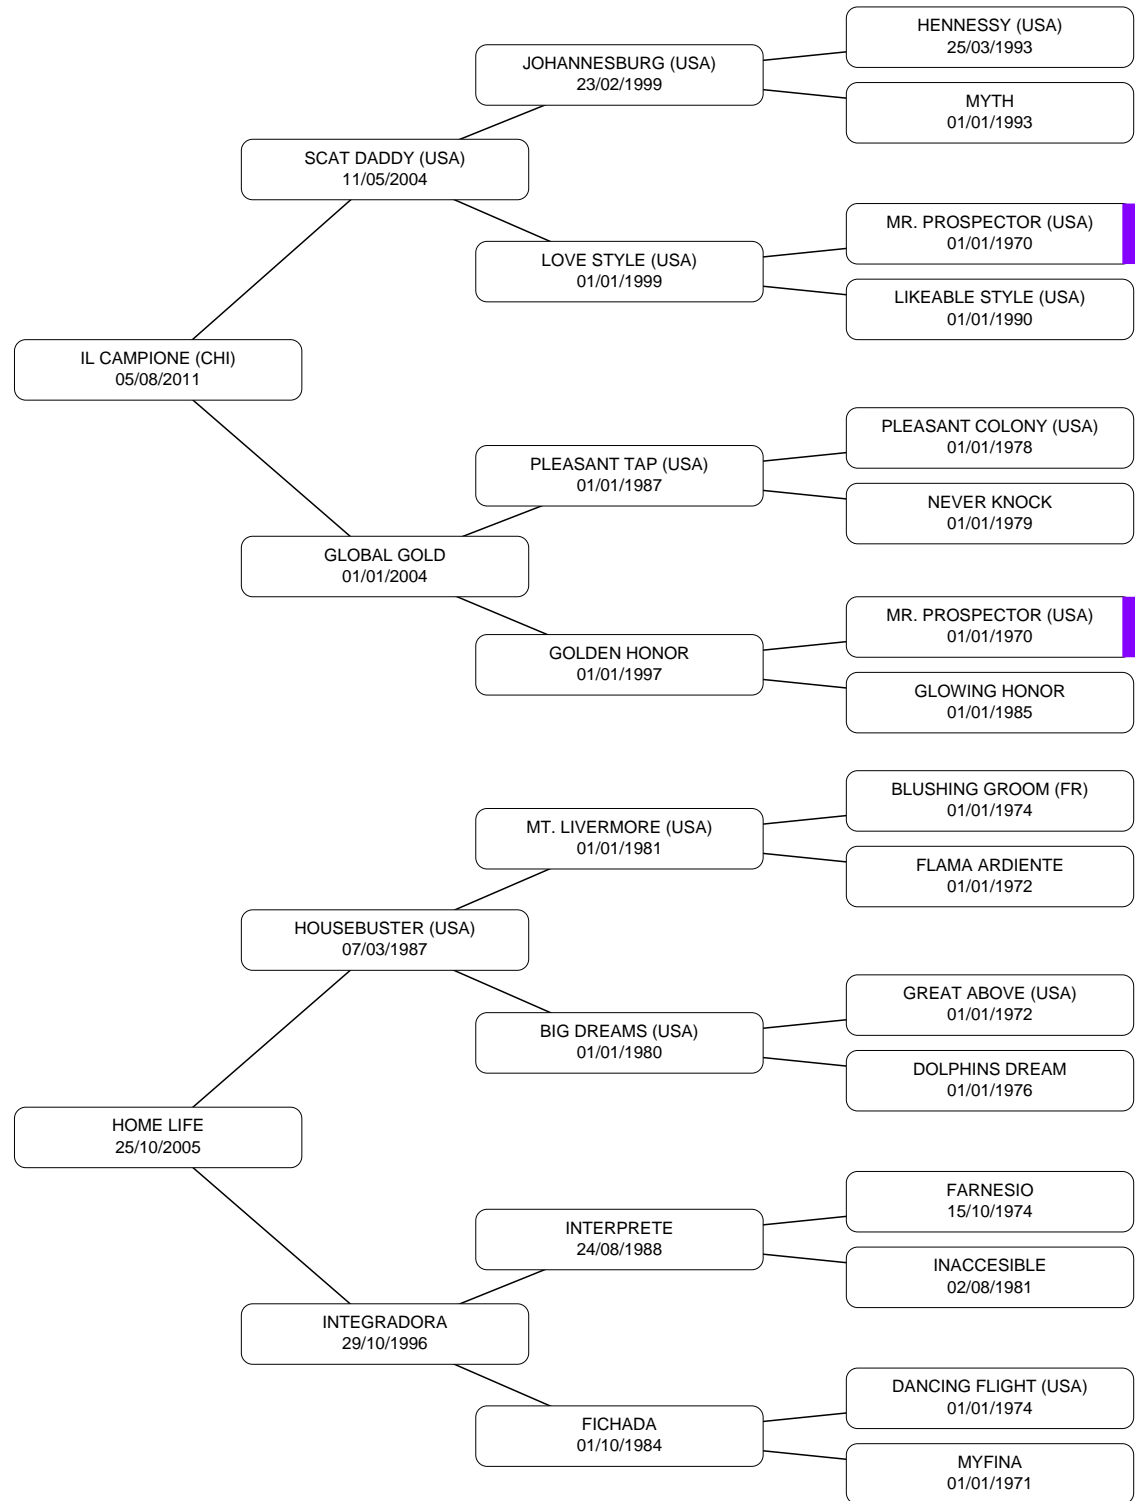 HENNESSY (USA)
25/03/1993
JOHANNESBURG (USA)
23/02/1999
MYTH
01/01/1993
SCAT DADDY (USA)
11/05/2004
MR. PROSPECTOR (USA)
01/01/1970
LOVE STYLE (USA)
01/01/1999
LIKEABLE STYLE (USA)
01/01/1990
IL CAMPIONE (CHI)
05/08/2011
PLEASANT COLONY (USA)
01/01/1978
PLEASANT TAP (USA)
01/01/1987
NEVER KNOCK
01/01/1979
GLOBAL GOLD
01/01/2004
MR. PROSPECTOR (USA)
01/01/1970
GOLDEN HONOR
01/01/1997
GLOWING HONOR
01/01/1985
BLUSHING GROOM (FR)
01/01/1974
MT. LIVERMORE (USA)
01/01/1981
FLAMA ARDIENTE
01/01/1972
HOUSEBUSTER (USA)
07/03/1987
GREAT ABOVE (USA)
01/01/1972
BIG DREAMS (USA)
01/01/1980
DOLPHINS DREAM
01/01/1976
HOME LIFE
25/10/2005
FARNESIO
15/10/1974
INTERPRETE
24/08/1988
INACCESIBLE
02/08/1981
INTEGRADORA
29/10/1996
DANCING FLIGHT (USA)
01/01/1974
FICHADA
01/10/1984
MYFINA
01/01/1971